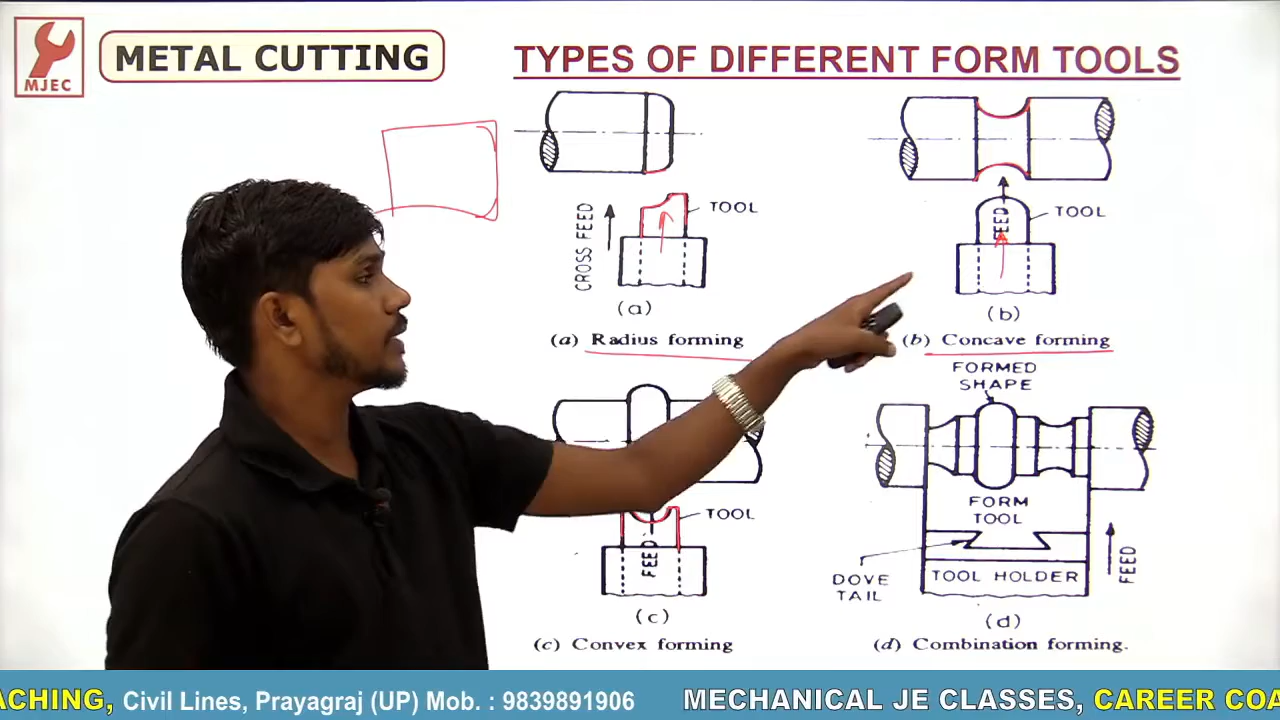 MJEC
METAL CUTTING
TYPES OF DIFFERENT FORM TOOLS
CROSS FEED
TOOL
(a)
(a) Radius forming
FEED
TOOL
(b)
(b) Concave forming
TOOL
FEED
(c)
(c) Convex forming
FORMED
SHAPE
FORM
TOOL
DOVE
TAIL
TOOL HOLDER
FEED
(d)
(d) Combination forming.
ACHING, Civil Lines, Prayagraj (UP) Mob. : 9839891906 MECHANICAL JE CLASSES, CAREER COA